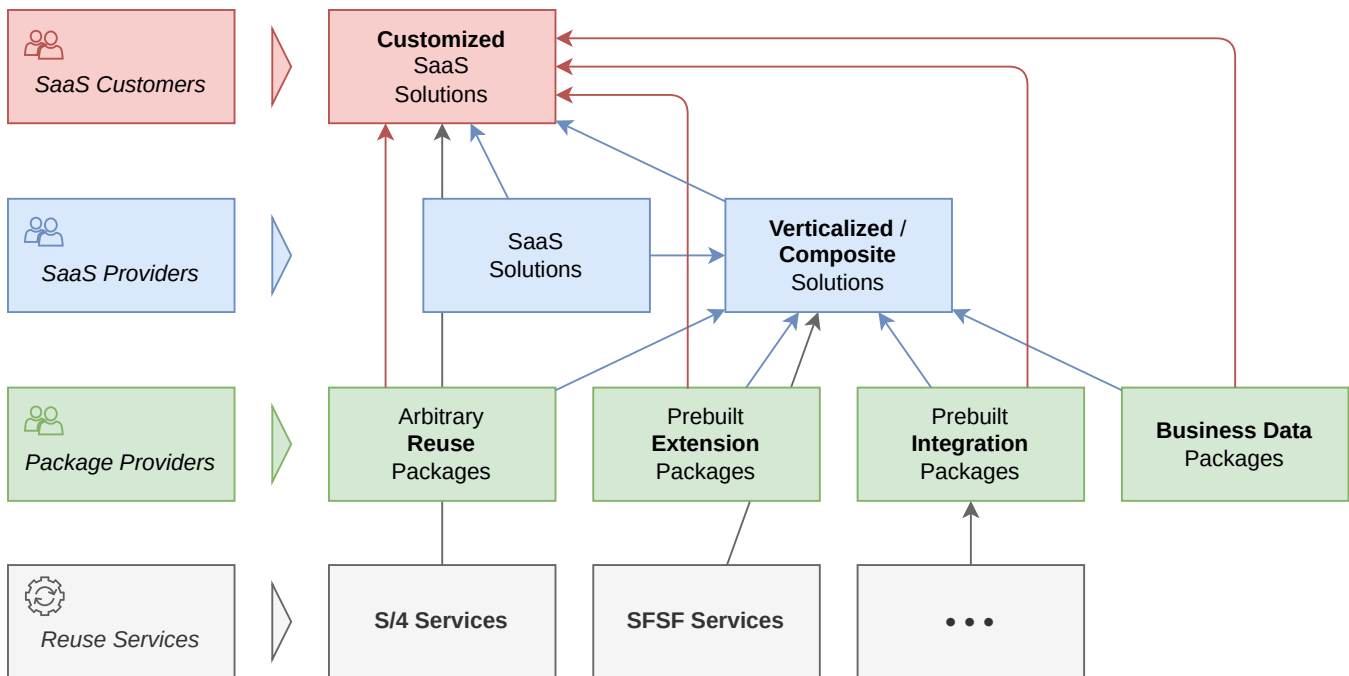 SaaS Customers
Customized
SaaS
Solutions
SaaS Providers
SaaS
Solutions
Verticalized /
Composite
Solutions
Package Providers
Arbitrary
Reuse
Packages
Prebuilt
Extension
Packages
Prebuilt
Integration
Packages
Business Data
Packages
Reuse Services
S/4 Services
SFSF Services
• • •